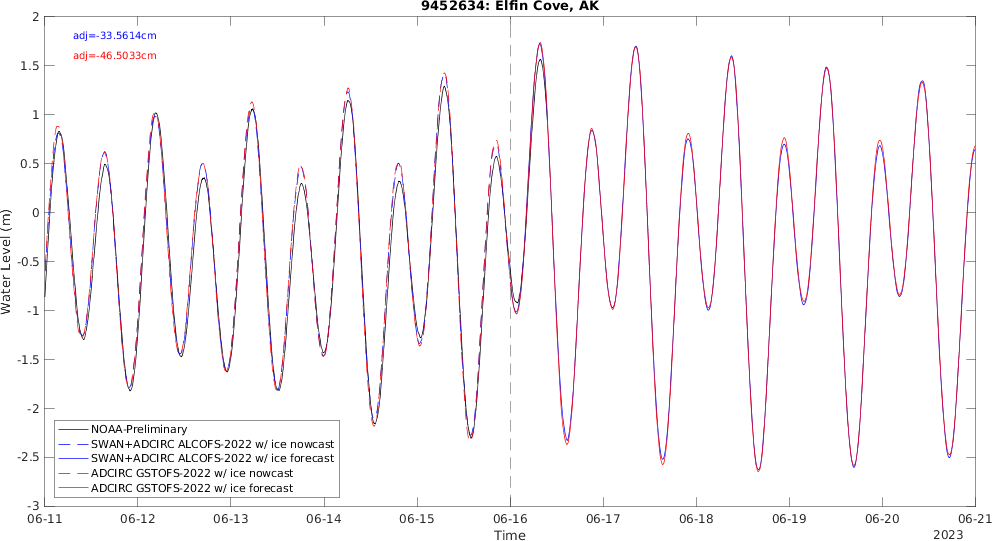 9452634: Elfin Cove, AK
adj=-33.5614cm
adj=-46.5033cm
Water Level (m)
2
1.5
1
0.5
0
-0.5
-1
-1.5
-2
-2.5
-3
NOAA-Preliminary
SWAN+ADCIRC ALCOFS-2022 w/ ice nowcast
SWAN+ADCIRC ALCOFS-2022 w/ ice forecast
ADCIRC GSTOFS-2022 w/ ice nowcast
ADCIRC GSTOFS-2022 w/ ice forecast
06-11 06-12 06-13 06-14 06-15 06-16 06-17 06-18 06-19 06-20 06-21
Time
2023